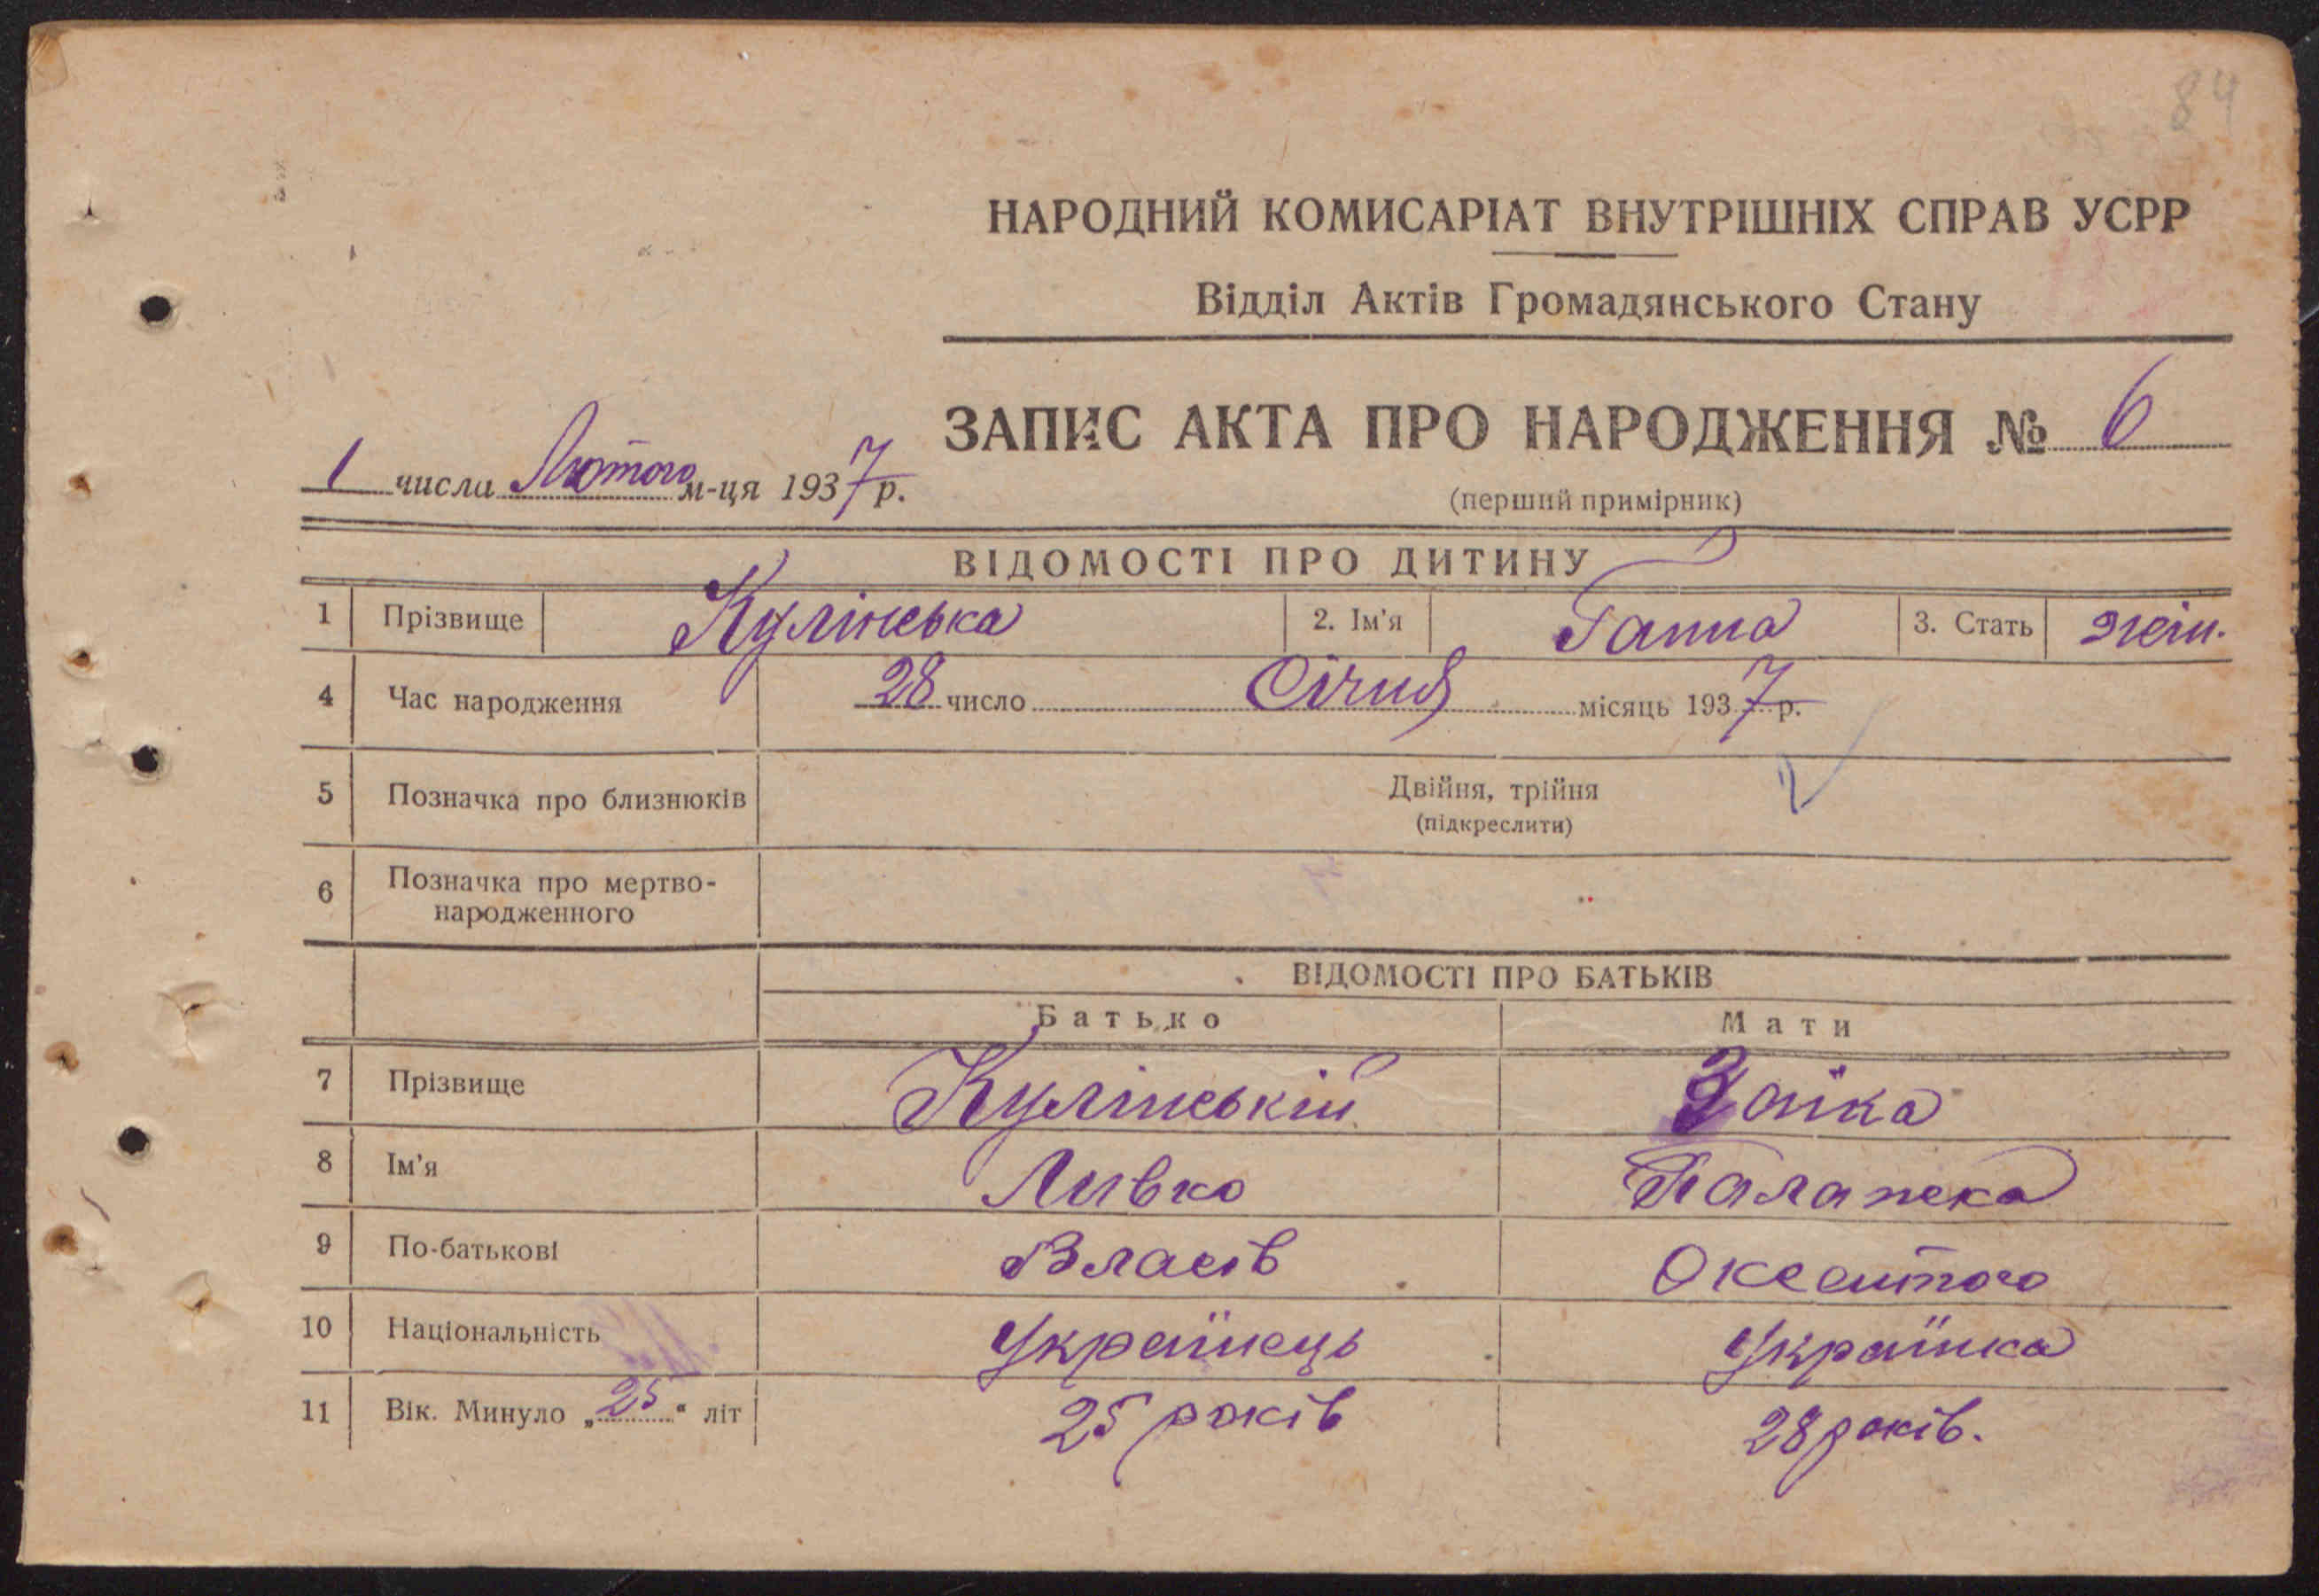 84
НАРОДНИЙ КОМИСАРІАТ ВНУТРІШНІХ СПРАВ УСРР
Відділ Актів Громадянського Стану
ЗАПИС АКТА ПРО НАРОДЖЕННЯ № 6
1 числа Лютого м-ця 1937 р.
(перший примірник)
ВІДОМОСТІ ПРО ДИТИНУ
1 Прізвище Кулінська 2. Ім'я Ганна 3. Стать жін.
4 Час народження 28 число Січня місяць 1937 р.
5 Позначка про близнюків Двійня, трійня
(підкреслити)
6 Позначка про мертво-
народженного
ВІДОМОСТІ ПРО БАТЬКІВ
Батько Мати
7 Прізвище Кулінській Заіка
8 Ім'я Ливко Палажка
9 По-батькові Власів
10 Національність Українець Українка
11 Вік. Минуло „25“ літ 25 років 28 років.